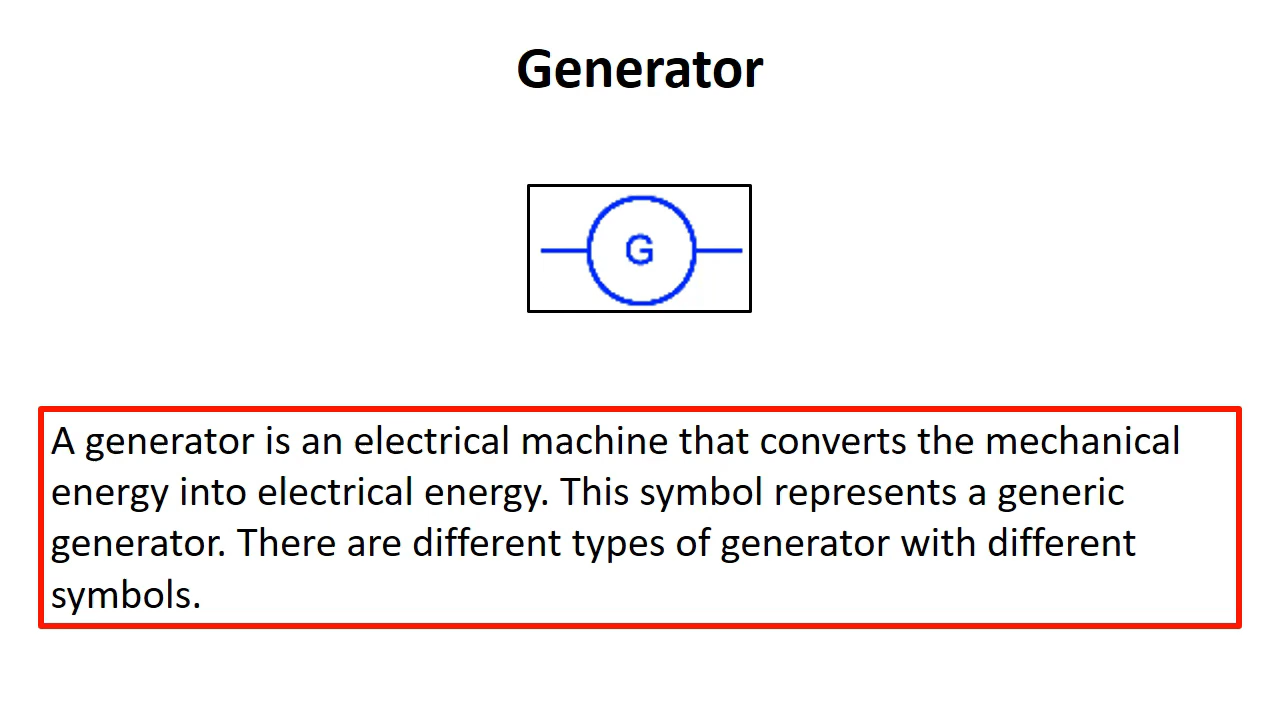 Generator
G
A generator is an electrical machine that converts the mechanical
energy into electrical energy. This symbol represents a generic
generator. There are different types of generator with different
symbols.